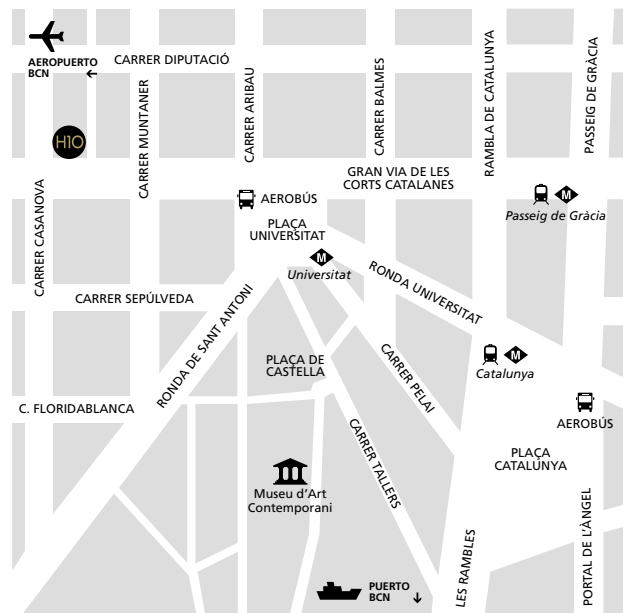 AEROPUERTO
BCN
CARRER DIPUTACIÓ
H10
CARRER MUNTANER
CARRER ARIBAU
CARRER BALMES
RAMBLA DE CATALUNYA
PASSEIG DE GRÀCIA
GRAN VIA DE LES
CORTS CATALANES
CARRER CASANOVA
AEROBÚS
M
Passeig de Gràcia
PLAÇA
UNIVERSITAT
M
Universitat
RONDA UNIVERSITAT
CARRER SEPÚLVEDA
RONDA DE SANT ANTONI
PLAÇA DE
CASTELLA
CARRER PELAI
M
Catalunya
C. FLORIDABLANCA
AEROBÚS
CARRER TALLERS
PLAÇA
CATALUNYA
Museu d'Art
Contemporani
LES RAMBLES
PORTAL DE L'ÀNGEL
PUERTO
BCN